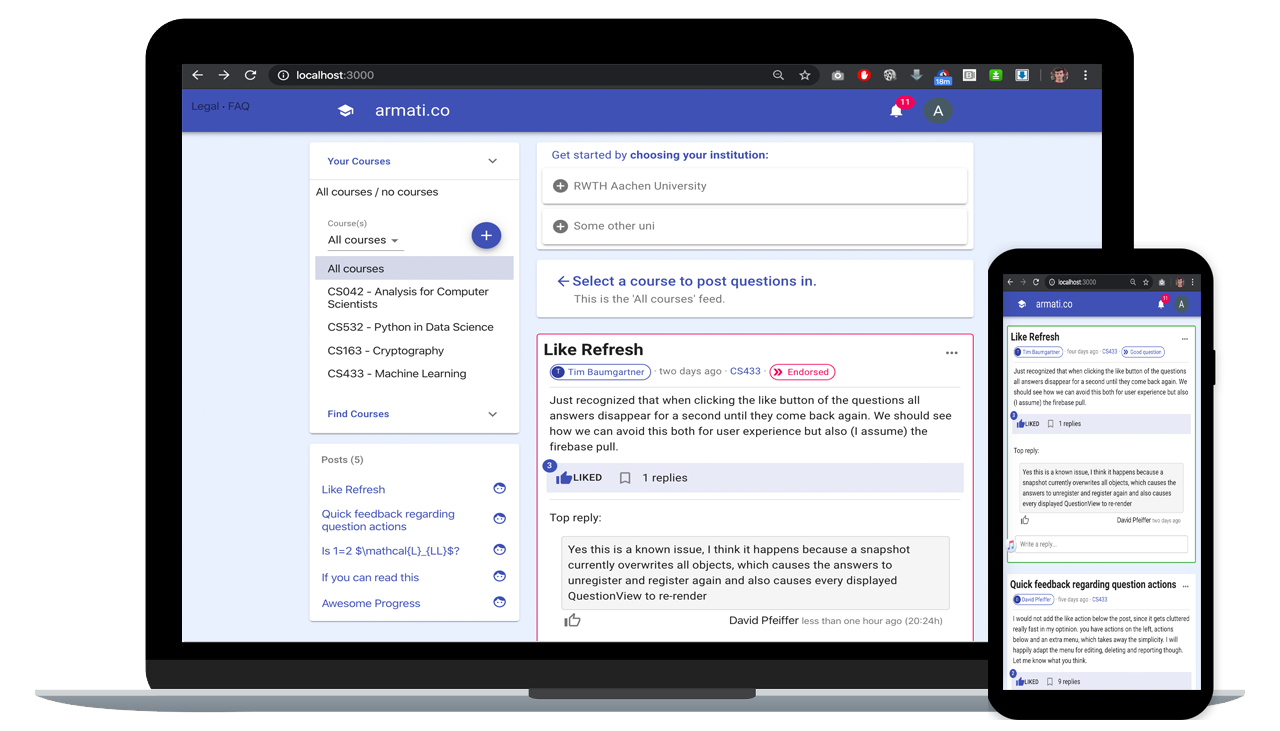 localhost:3000
18m
Legal · FAQ
armati.co
11
A
Your Courses
All courses / no courses
Course(s)
All courses
All courses
CS042 - Analysis for Computer
Scientists
CS532 - Python in Data Science
CS163 - Cryptography
CS433 - Machine Learning
Find Courses
Posts (5)
Like Refresh
Quick feedback regarding
question actions
Is 1=2 $\mathcal{L}_{LL}$?
If you can read this
Awesome Progress
Get started by choosing your institution:
RWTH Aachen University
Some other uni
Select a course to post questions in.
This is the 'All courses' feed.
Like Refresh
T Tim Baumgartner · two days ago · CS433 · Endorsed
Just recognized that when clicking the like button of the questions all
answers disappear for a second until they come back again. We should see
how we can avoid this both for user experience but also (I assume) the
firebase pull.
3
LIKED 1 replies
Top reply:
Yes this is a known issue, I think it happens because a snapshot
currently overwrites all objects, which causes the answers to
unregister and register again and also causes every displayed
QuestionView to re-render
David Pfeiffer less than one hour ago (20:24h)
localhost:3000
armati.co
11
A
Like Refresh
T Tim Baumgartner · four days ago · CS433 · Good question
Just recognized that when clicking the like button of the questions
all answers disappear for a second until they come back again. We
should see how we can avoid this both for user experience but also
(I assume) the firebase pull.
3
LIKED 1 replies
Top reply:
Yes this is a known issue, I think it happens because a
snapshot currently overwrites all objects, which causes the
answers to unregister and register again and also causes
every displayed QuestionView to re-render
David Pfeiffer two days ago
Write a reply...
Quick feedback regarding question actions
David Pfeiffer · five days ago · CS433
I would not add the like action below the post, since it gets cluttered
really fast in my opinion. you have actions on the left, actions
below and an extra menu, which takes away the simplicity. I will
happily adapt the menu for editing, deleting and reporting though.
Let me know what you think.
LIKED 9 replies